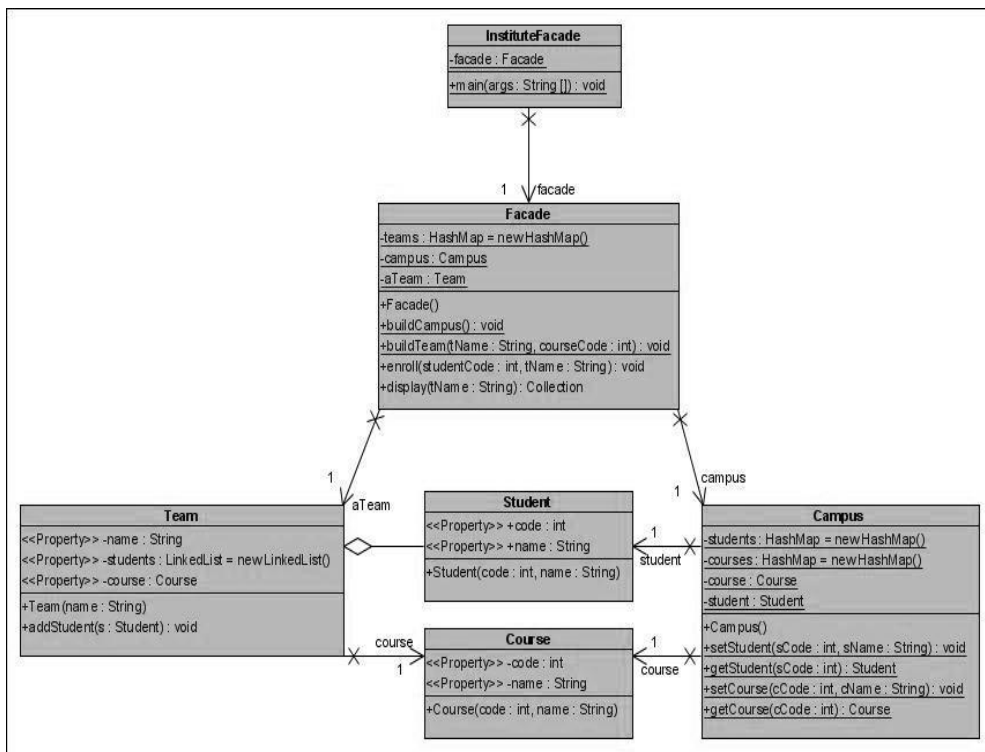 InstituteFacade
-facade : Facade
+main(args : String []) : void
1
facade
Facade
-teams : HashMap = newHashMap()
-campus : Campus
-aTeam : Team
+Facade()
+buildCampus() : void
+buildTeam(tName : String, courseCode : int) : void
+enroll(studentCode : int, tName : String) : void
+display(tName : String) : Collection
1
aTeam
1
campus
Team
<<Property>> -name : String
<<Property>> -students : LinkedList = newLinkedList()
<<Property>> -course : Course
+Team(name : String)
+addStudent(s : Student) : void
Student
<<Property>> +code : int
<<Property>> +name : String
+Student(code : int, name : String)
1
student
Campus
-students : HashMap = newHashMap()
-courses : HashMap = newHashMap()
-course : Course
-student : Student
+Campus()
+setStudent(sCode : int, sName : String) : void
+getStudent(sCode : int) : Student
+setCourse(cCode : int, cName : String) : void
+getCourse(cCode : int) : Course
course
1
Course
<<Property>> -code : int
<<Property>> -name : String
+Course(code : int, name : String)
1
course